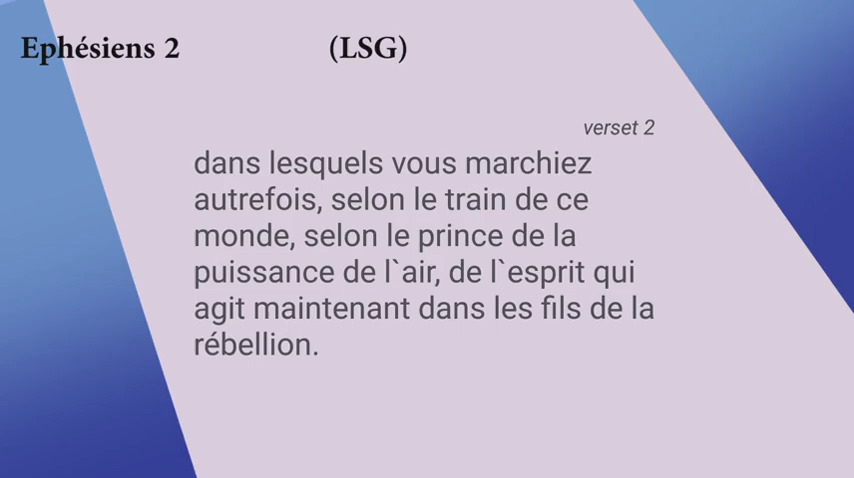 Ephésiens 2 (LSG)
verset 2
dans lesquels vous marchiez
autrefois, selon le train de ce
monde, selon le prince de la
puissance de l`air, de l`esprit qui
agit maintenant dans les fils de la
rébellion.